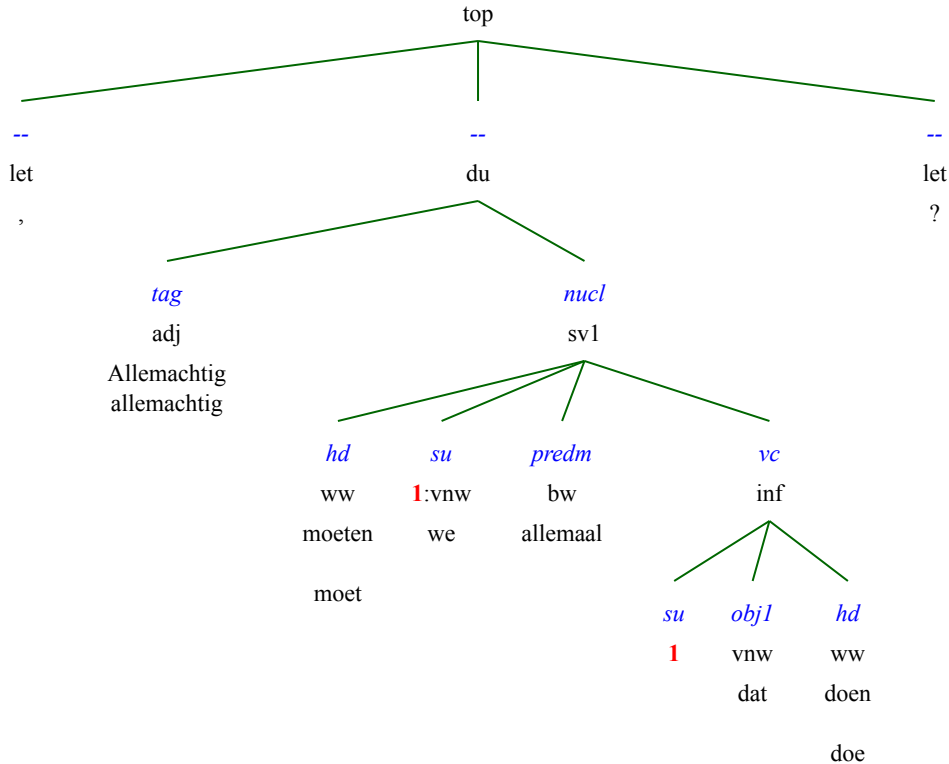 top
-- -- --
let du let
, ?
tag nucl
adj sv1
Allemachtig
allemachtig
hd su predm vc
ww 1:vnw bw inf
moeten we allemaal
moet
su obj1 hd
1 vnw ww
dat doen
doe